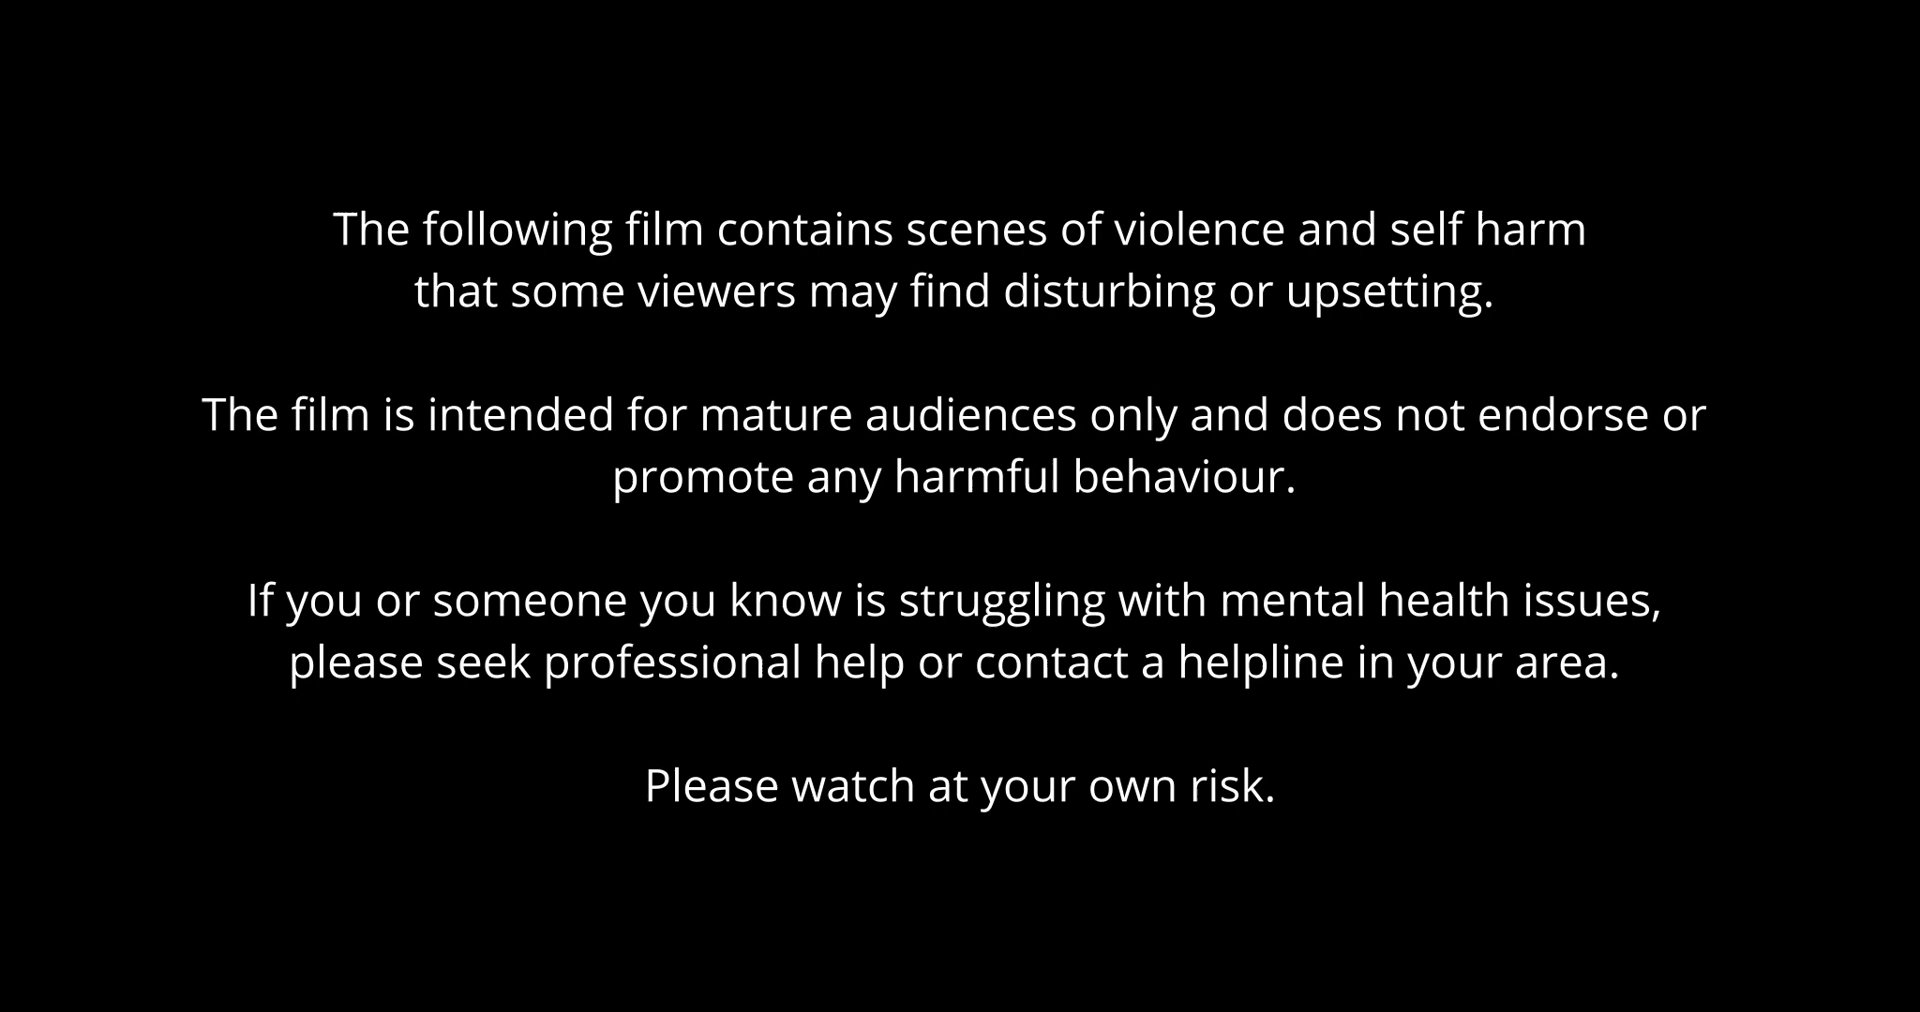 The following film contains scenes of violence and self harm
that some viewers may find disturbing or upsetting.
The film is intended for mature audiences only and does not endorse or
promote any harmful behaviour.
If you or someone you know is struggling with mental health issues,
please seek professional help or contact a helpline in your area.
Please watch at your own risk.